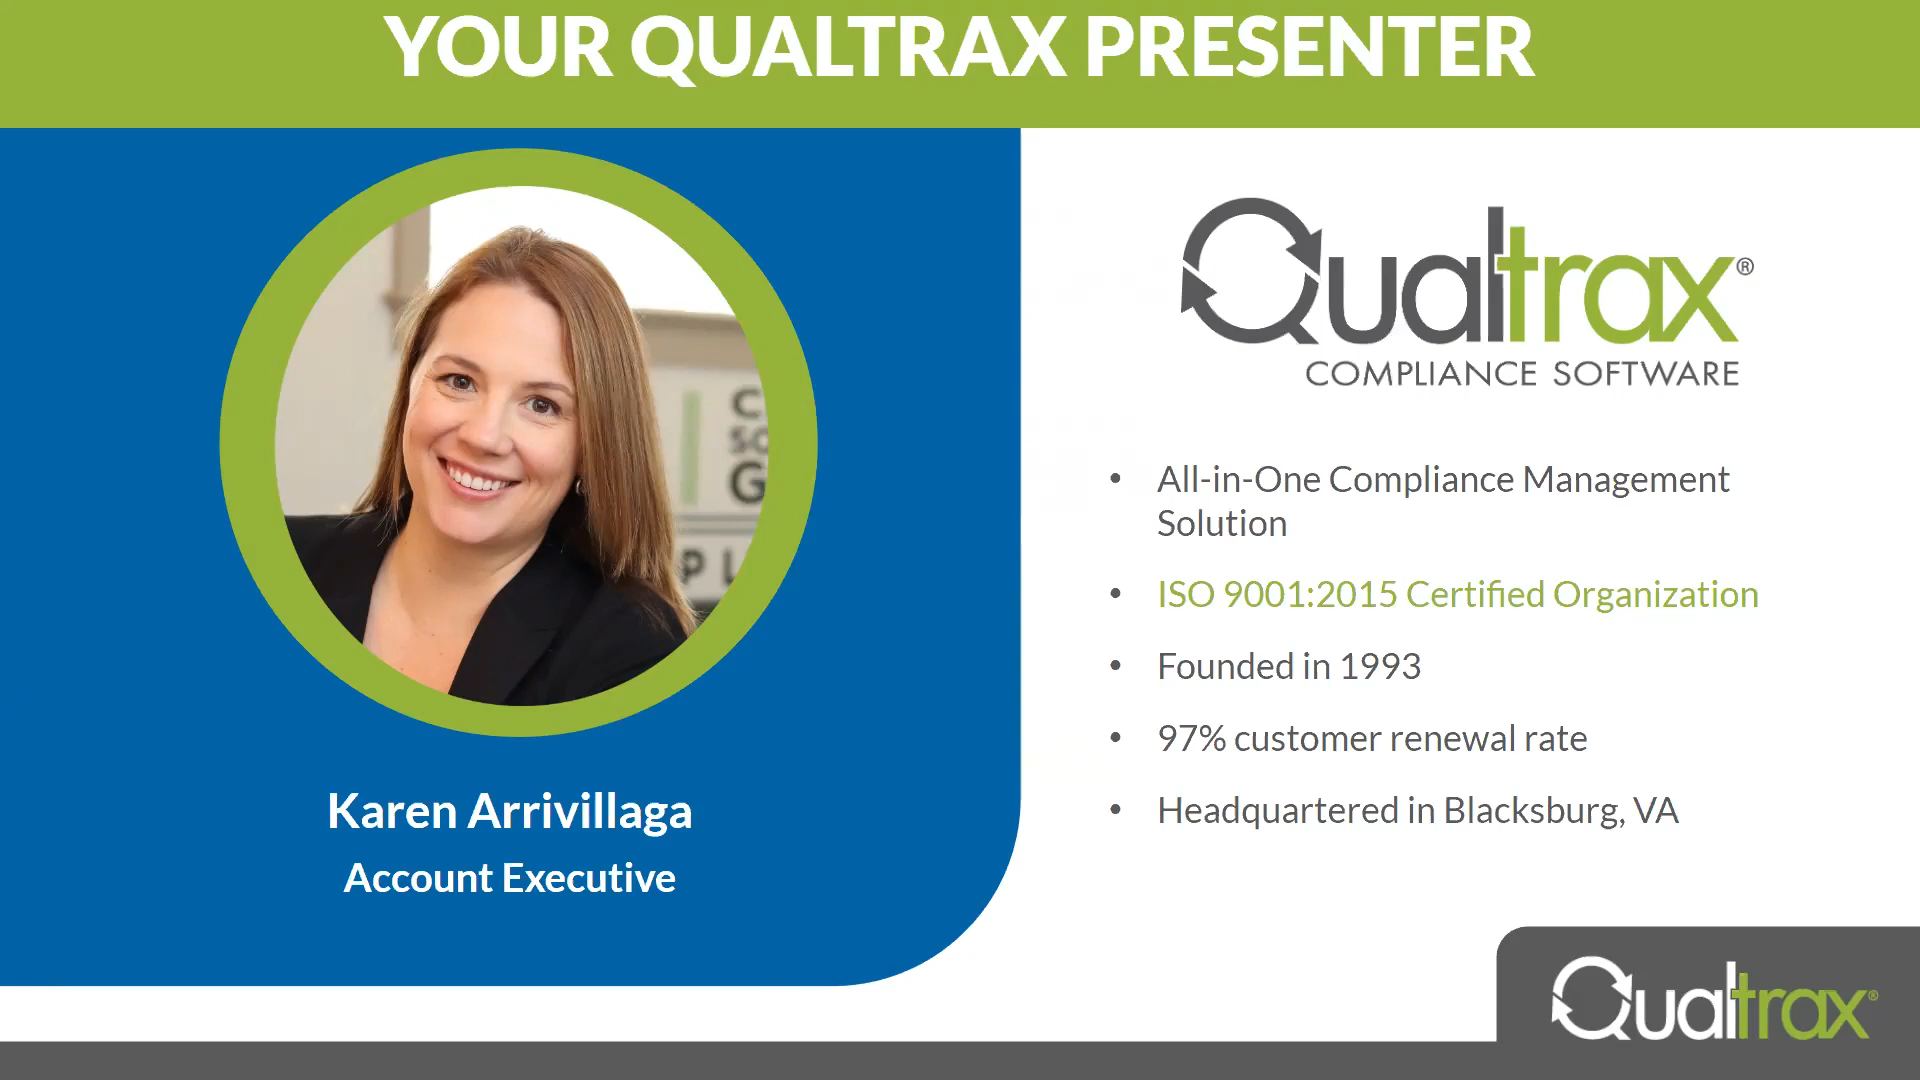 YOUR QUALTRAX PRESENTER
C
SO
G
P L
Karen Arrivillaga
Account Executive
Qualtrax®
COMPLIANCE SOFTWARE
• All-in-One Compliance Management
Solution
• ISO 9001:2015 Certified Organization
• Founded in 1993
• 97% customer renewal rate
• Headquartered in Blacksburg, VA
Qualtrax®